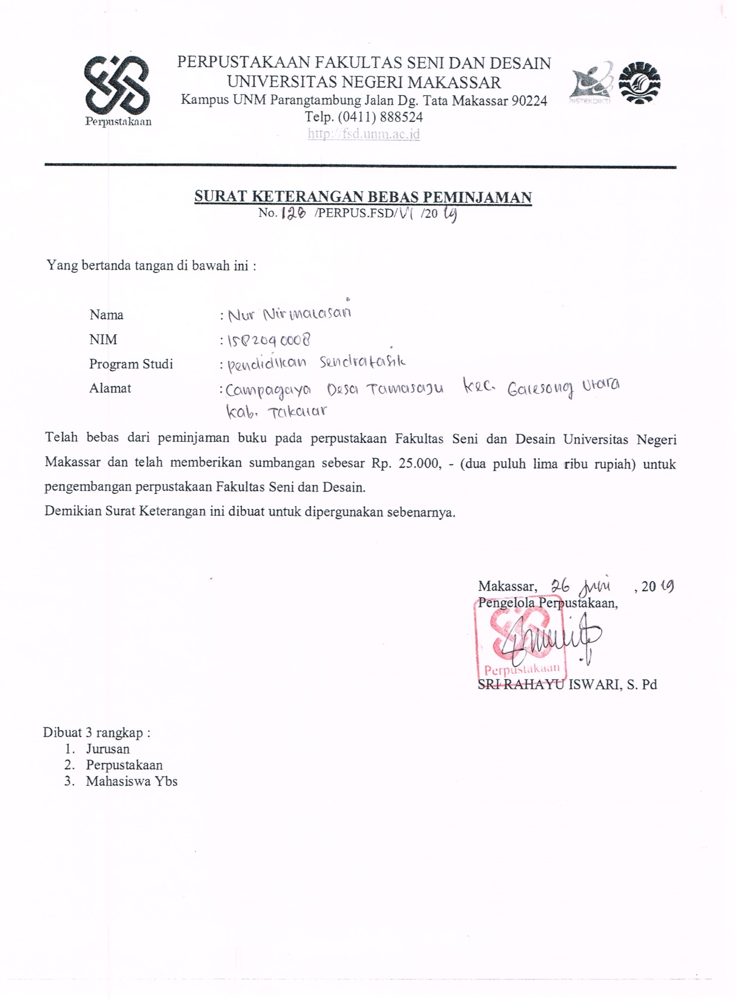 PERPUSTAKAAN FAKULTAS SENI DAN DESAIN
UNIVERSITAS NEGERI MAKASSAR
Kampus UNM Parangtambung Jalan Dg. Tata Makassar 90224
Telp. (0411) 888524
http://fsd.unm.ac.id
Perpustakaan
RISTEKDIKTI
SURAT KETERANGAN BEBAS PEMINJAMAN
No. 128 /PERPUS.FSD/VI /20 19
Yang bertanda tangan di bawah ini :
Nama : Nur Nirmalasari
NIM : 1582040008
Program Studi : pendidikan Sendratasik
Alamat : Campagaya Desa Tamasaju kec. Galesong Utara
kab. Takalar
Telah bebas dari peminjaman buku pada perpustakaan Fakultas Seni dan Desain Universitas Negeri
Makassar dan telah memberikan sumbangan sebesar Rp. 25.000, - (dua puluh lima ribu rupiah) untuk
pengembangan perpustakaan Fakultas Seni dan Desain.
Demikian Surat Keterangan ini dibuat untuk dipergunakan sebenarnya.
Makassar, 26 juni , 20 19
Pengelola Perpustakaan,
Perpustakaan
SRI RAHAYU ISWARI, S. Pd
Dibuat 3 rangkap :
1. Jurusan
2. Perpustakaan
3. Mahasiswa Ybs